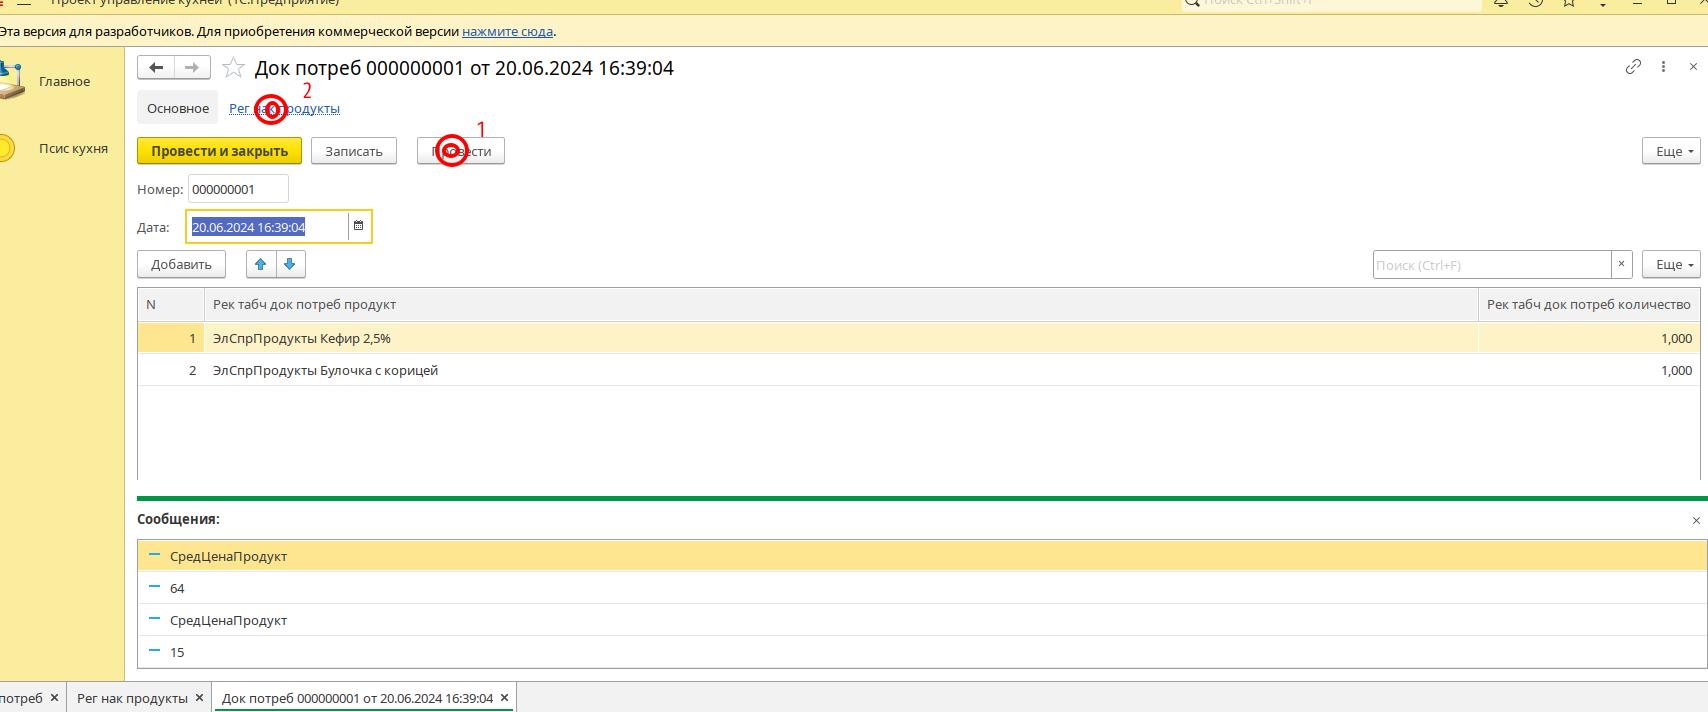 Проект управление кухней (1С:Предприятие)
Поиск Ctrl+Shift+F
Эта версия для разработчиков. Для приобретения коммерческой версии нажмите сюда.
Главное
Псис кухня
Док потреб 000000001 от 20.06.2024 16:39:04
2
Основное Рег нак продукты
1
Провести и закрыть Записать Провести Еще
Номер: 000000001
Дата: 20.06.2024 16:39:04
Добавить Поиск (Ctrl+F) × Еще
N Рек табч док потреб продукт Рек табч док потреб количество
1 ЭлСпрПродукты Кефир 2,5% 1,000
2 ЭлСпрПродукты Булочка с корицей 1,000
Сообщения:
СредЦенаПродукт
64
СредЦенаПродукт
15
потреб × Рег нак продукты × Док потреб 000000001 от 20.06.2024 16:39:04 ×